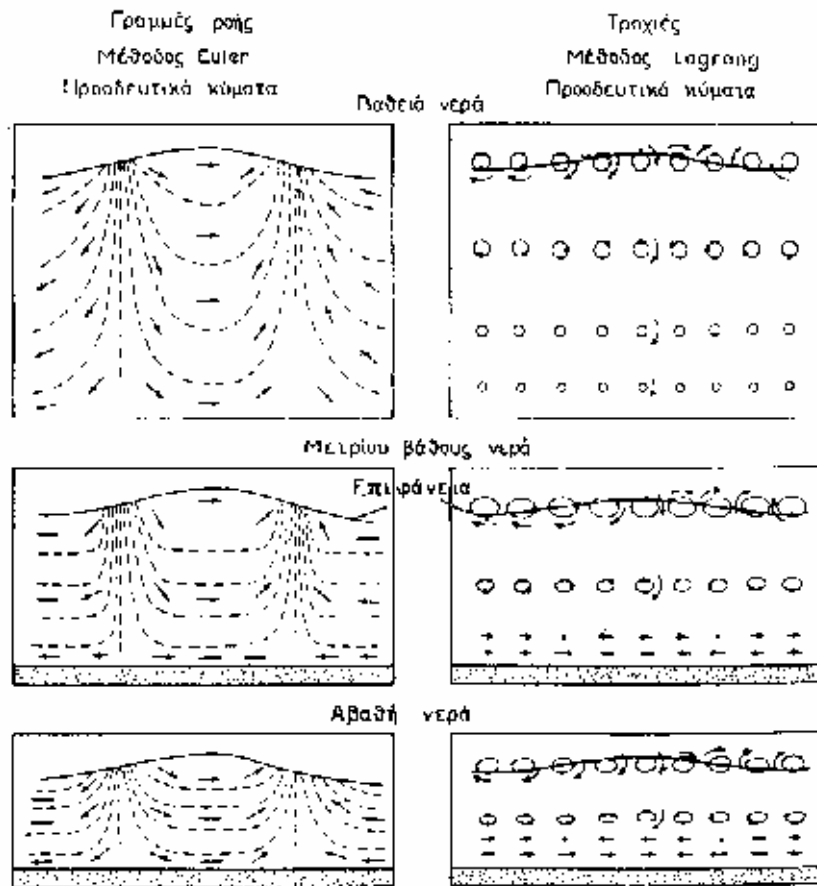 Γραμμές ροής
Μέθοδος Euler
Προοδευτικά κύματα
Τροχιές
Μέθοδος Lagrang
Προοδευτικά κύματα
Βαθειά νερά
Μετρίου βάθους νερά
Επιφάνεια
Αβαθή νερά